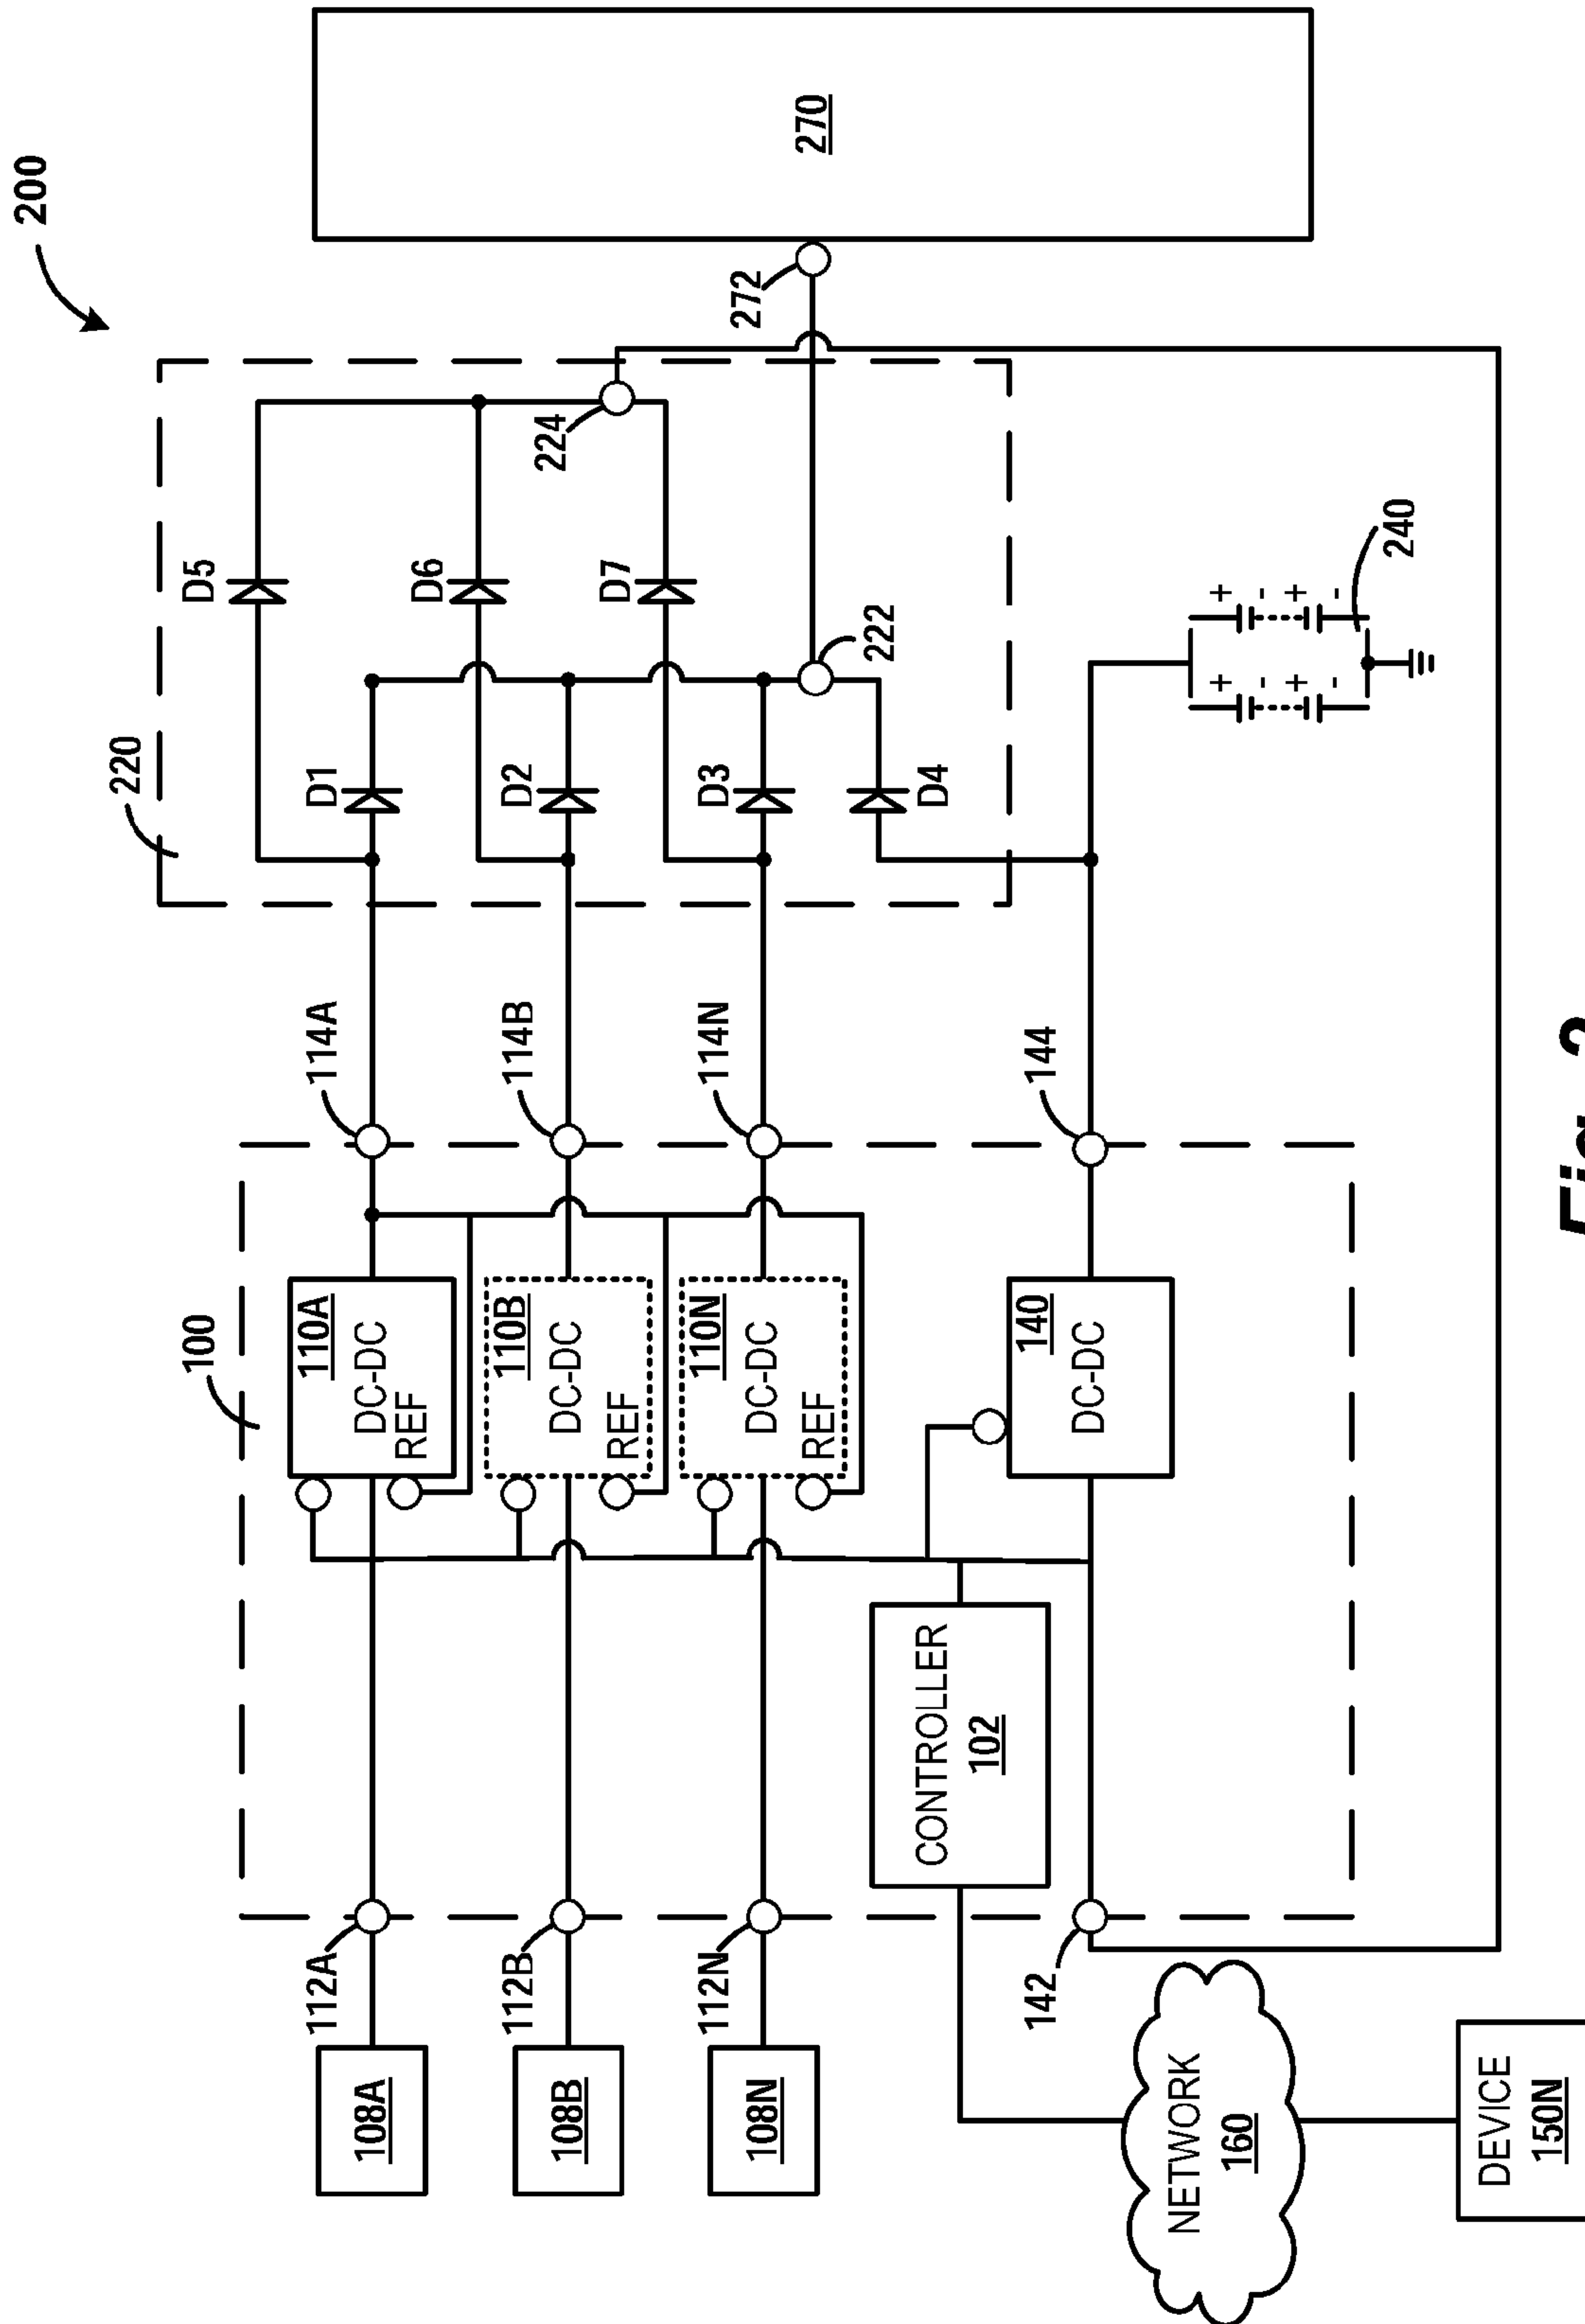 200
220
D5
D1
D6
D2
D7
D3
D4
224
222
272
270
240
+
-
+
-
+
-
+
-
100
114A
114B
114N
144
110A
DC-DC
REF
110B
DC-DC
REF
110N
DC-DC
REF
140
DC-DC
CONTROLLER
102
112A
112B
112N
142
108A
108B
108N
NETWORK
160
DEVICE
150N